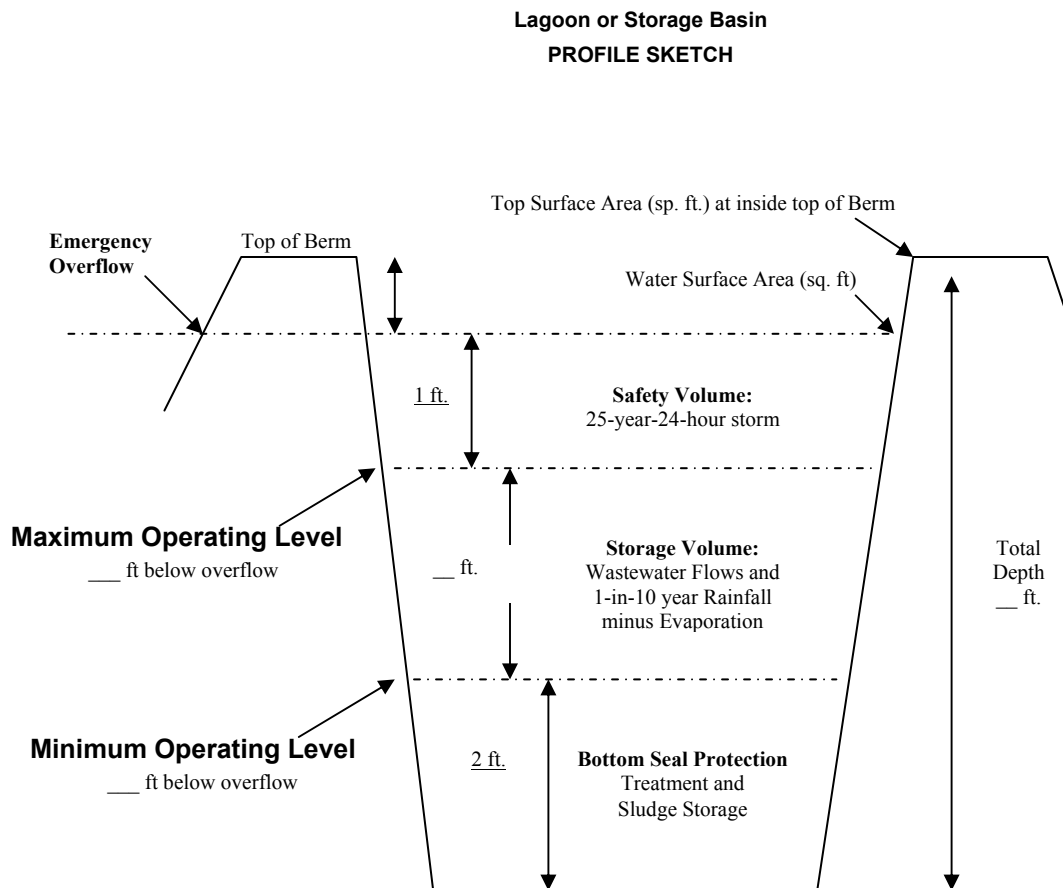 Lagoon or Storage Basin
PROFILE SKETCH
Top Surface Area (sp. ft.) at inside top of Berm
Emergency
Overflow
Top of Berm
Water Surface Area (sq. ft)
1 ft.
Safety Volume:
25-year-24-hour storm
Maximum Operating Level
___ ft below overflow
__ ft.
Storage Volume:
Wastewater Flows and
1-in-10 year Rainfall
minus Evaporation
Total
Depth
__ ft.
Minimum Operating Level
___ ft below overflow
2 ft.
Bottom Seal Protection
Treatment and
Sludge Storage